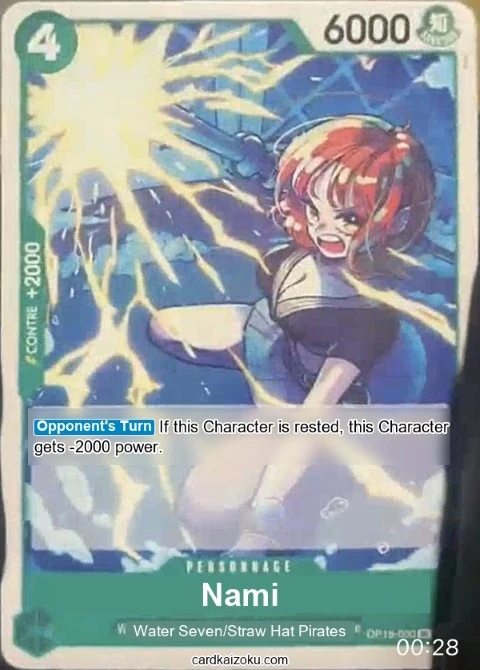 4
6000
知
CONTRE +2000
Opponent's Turn If this Character is rested, this Character
gets -2000 power.
PERSONNAGE
Nami
Water Seven/Straw Hat Pirates
00:28
cardkaizoku.com